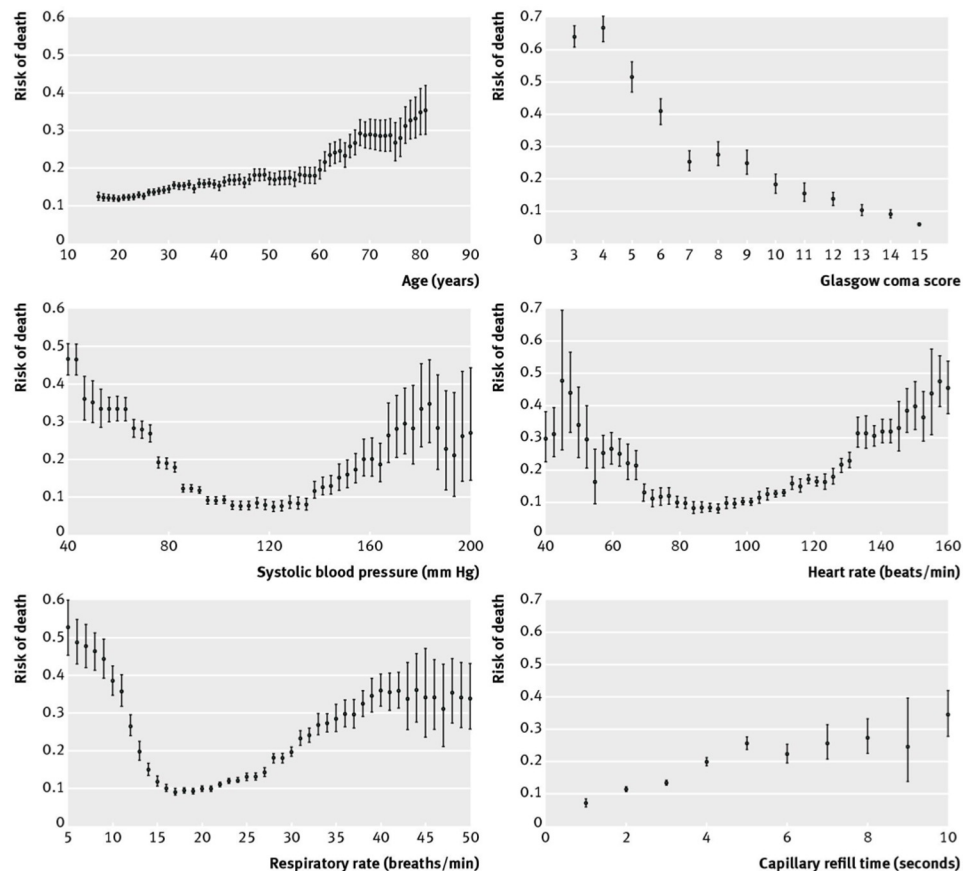 Risk of death
0.6
0.5
0.4
0.3
0.2
0.1
0
10 20 30 40 50 60 70 80 90
Age (years)
Risk of death
0.7
0.6
0.5
0.4
0.3
0.2
0.1
0
3 4 5 6 7 8 9 10 11 12 13 14 15
Glasgow coma score
Risk of death
0.6
0.5
0.4
0.3
0.2
0.1
0
40 80 120 160 200
Systolic blood pressure (mm Hg)
Risk of death
0.7
0.6
0.5
0.4
0.3
0.2
0.1
0
40 60 80 100 120 140 160
Heart rate (beats/min)
Risk of death
0.6
0.5
0.4
0.3
0.2
0.1
0
5 10 15 20 25 30 35 40 45 50
Respiratory rate (breaths/min)
Risk of death
0.7
0.6
0.5
0.4
0.3
0.2
0.1
0
0 2 4 6 8 10
Capillary refill time (seconds)